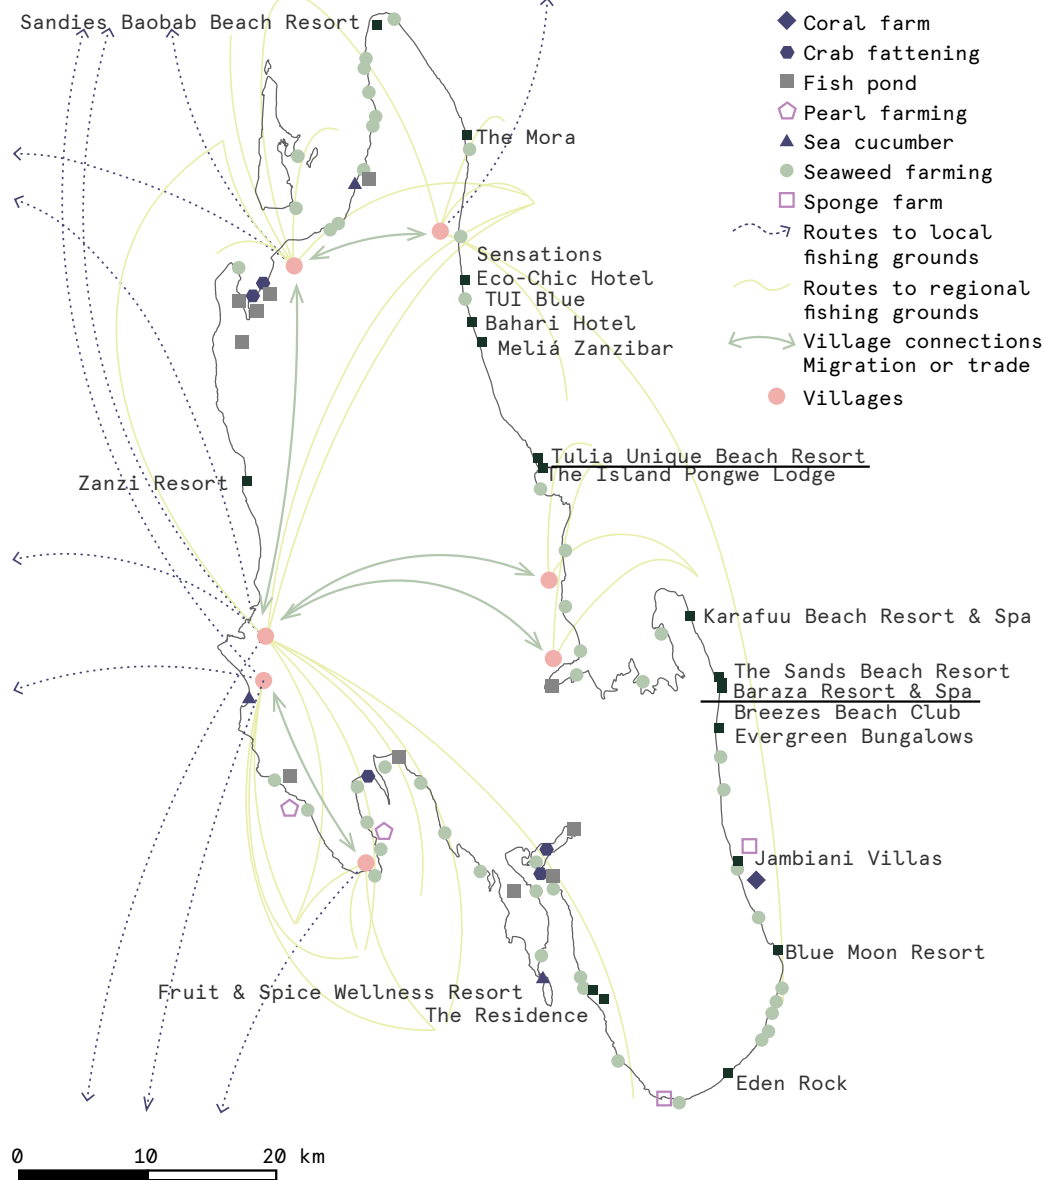 Sandies Baobab Beach Resort
The Mora
Sensations
Eco-Chic Hotel
TUI Blue
Bahari Hotel
Meliá Zanzibar
Tulia Unique Beach Resort
The Island Pongwe Lodge
Zanzi Resort
Karafuu Beach Resort & Spa
The Sands Beach Resort
Baraza Resort & Spa
Breezes Beach Club
Evergreen Bungalows
Jambiani Villas
Blue Moon Resort
Fruit & Spice Wellness Resort
The Residence
Eden Rock
Coral farm
Crab fattening
Fish pond
Pearl farming
Sea cucumber
Seaweed farming
Sponge farm
Routes to local
fishing grounds
Routes to regional
fishing grounds
Village connections
Migration or trade
Villages
0 10 20 km